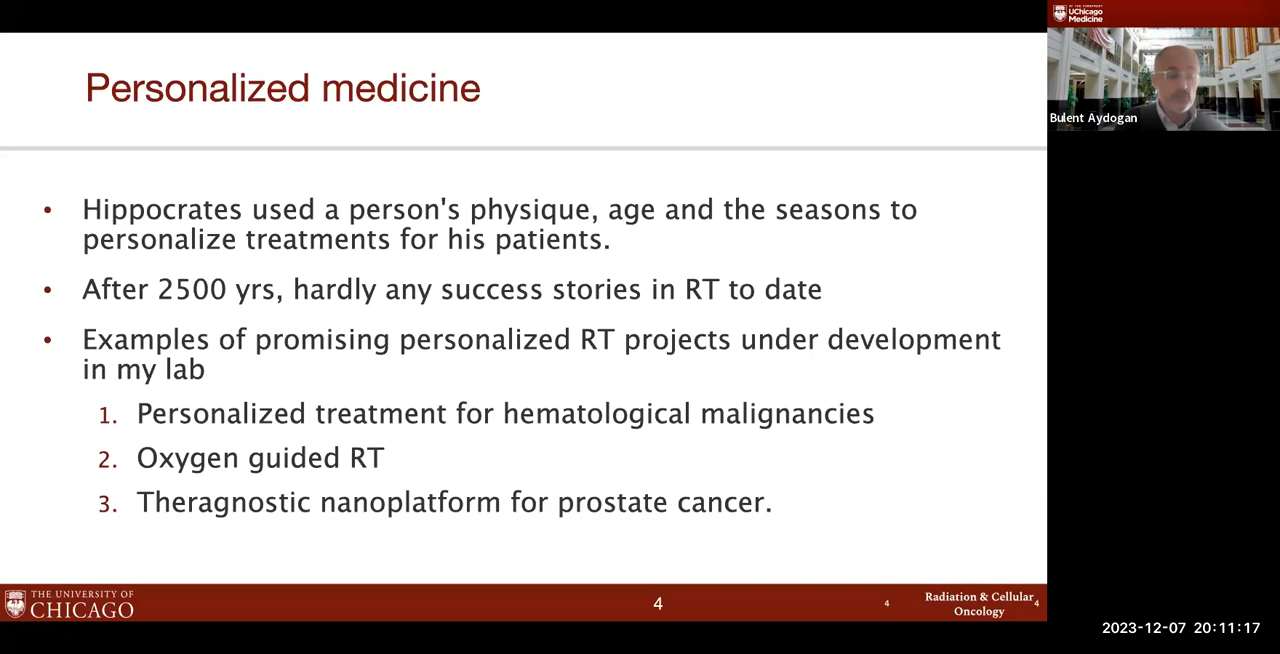 Personalized medicine
• Hippocrates used a person's physique, age and the seasons to
personalize treatments for his patients.
• After 2500 yrs, hardly any success stories in RT to date
• Examples of promising personalized RT projects under development
in my lab
1. Personalized treatment for hematological malignancies
2. Oxygen guided RT
3. Theragnostic nanoplatform for prostate cancer.
THE UNIVERSITY OF
CHICAGO
4
4
Radiation & Cellular
Oncology
4
UChicago
Medicine
Bulent Aydogan
2023-12-07 20:11:17